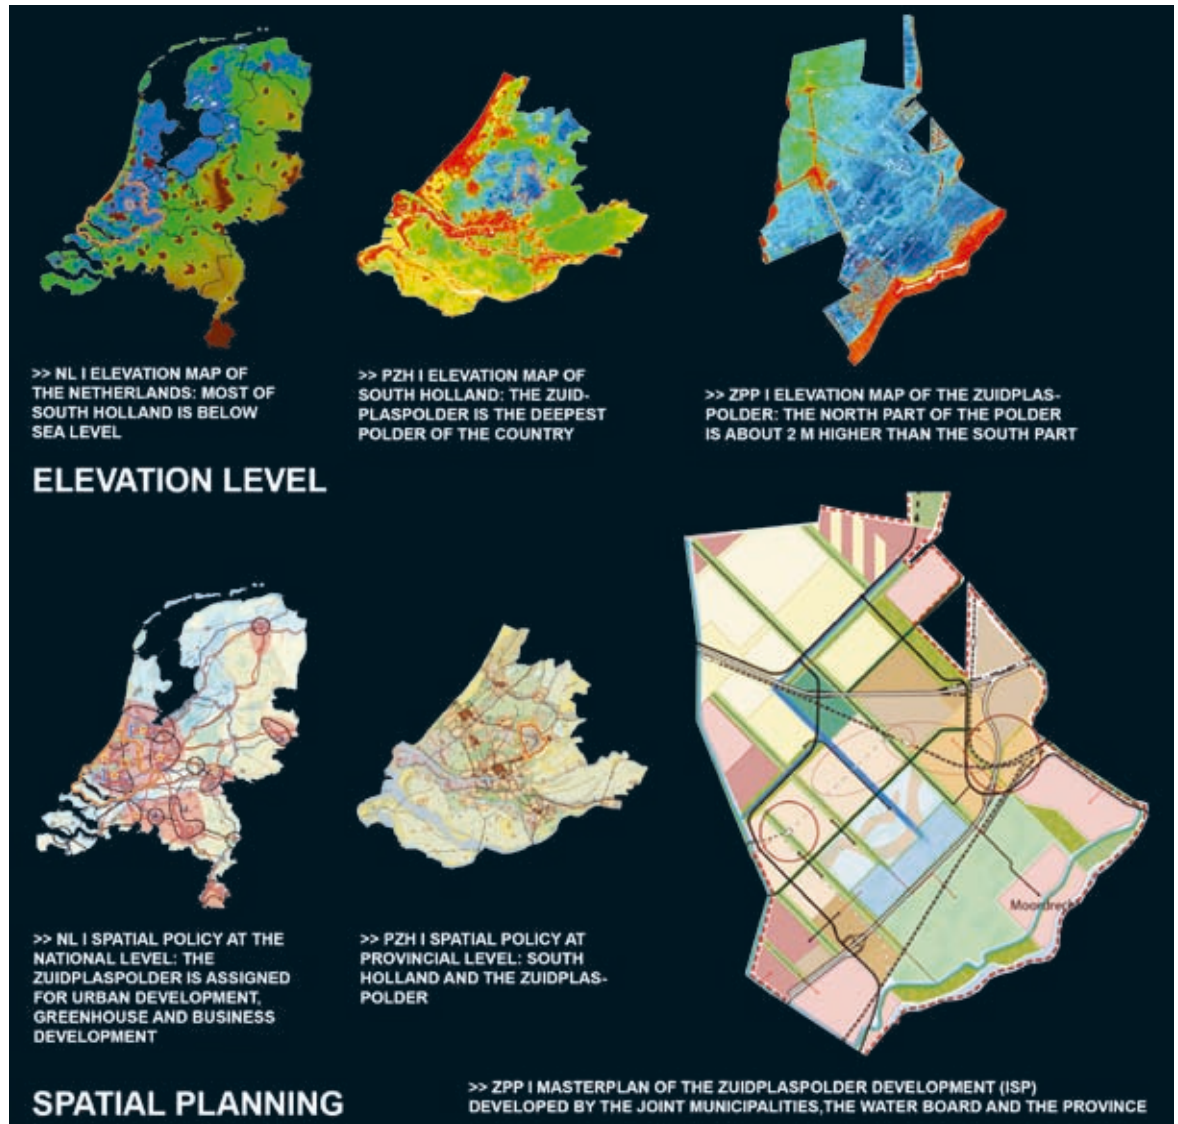 >> NL I ELEVATION MAP OF
THE NETHERLANDS: MOST OF
SOUTH HOLLAND IS BELOW
SEA LEVEL
>> PZH I ELEVATION MAP OF
SOUTH HOLLAND: THE ZUID-
PLASPOLDER IS THE DEEPEST
POLDER OF THE COUNTRY
>> ZPP I ELEVATION MAP OF THE ZUIDPLAS-
POLDER: THE NORTH PART OF THE POLDER
IS ABOUT 2 M HIGHER THAN THE SOUTH PART
ELEVATION LEVEL
Moordrecht
>> NL I SPATIAL POLICY AT THE
NATIONAL LEVEL: THE
ZUIDPLASPOLDER IS ASSIGNED
FOR URBAN DEVELOPMENT,
GREENHOUSE AND BUSINESS
DEVELOPMENT
>> PZH I SPATIAL POLICY AT
PROVINCIAL LEVEL: SOUTH
HOLLAND AND THE ZUIDPLAS-
POLDER
SPATIAL PLANNING
>> ZPP I MASTERPLAN OF THE ZUIDPLASPOLDER DEVELOPMENT (ISP)
DEVELOPED BY THE JOINT MUNICIPALITIES,THE WATER BOARD AND THE PROVINCE